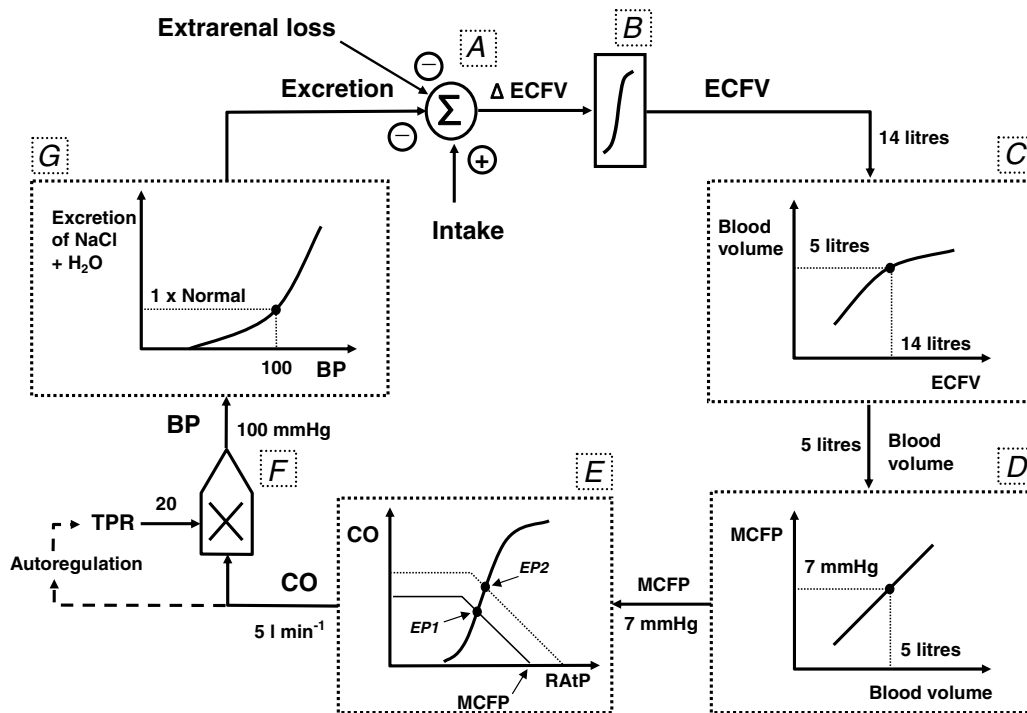 Extrarenal loss
A
B
−
Excretion
Σ
Δ ECFV
ECFV
−
+
Intake
14 litres
G
Excretion
of NaCl
+ H₂O
1 x Normal
100
BP
C
Blood
volume
5 litres
14 litres
ECFV
5 litres
Blood
volume
BP
100 mmHg
F
TPR
20
Autoregulation
CO
5 l min⁻¹
E
CO
EP2
EP1
MCFP
RAtP
MCFP
7 mmHg
D
MCFP
7 mmHg
5 litres
Blood volume